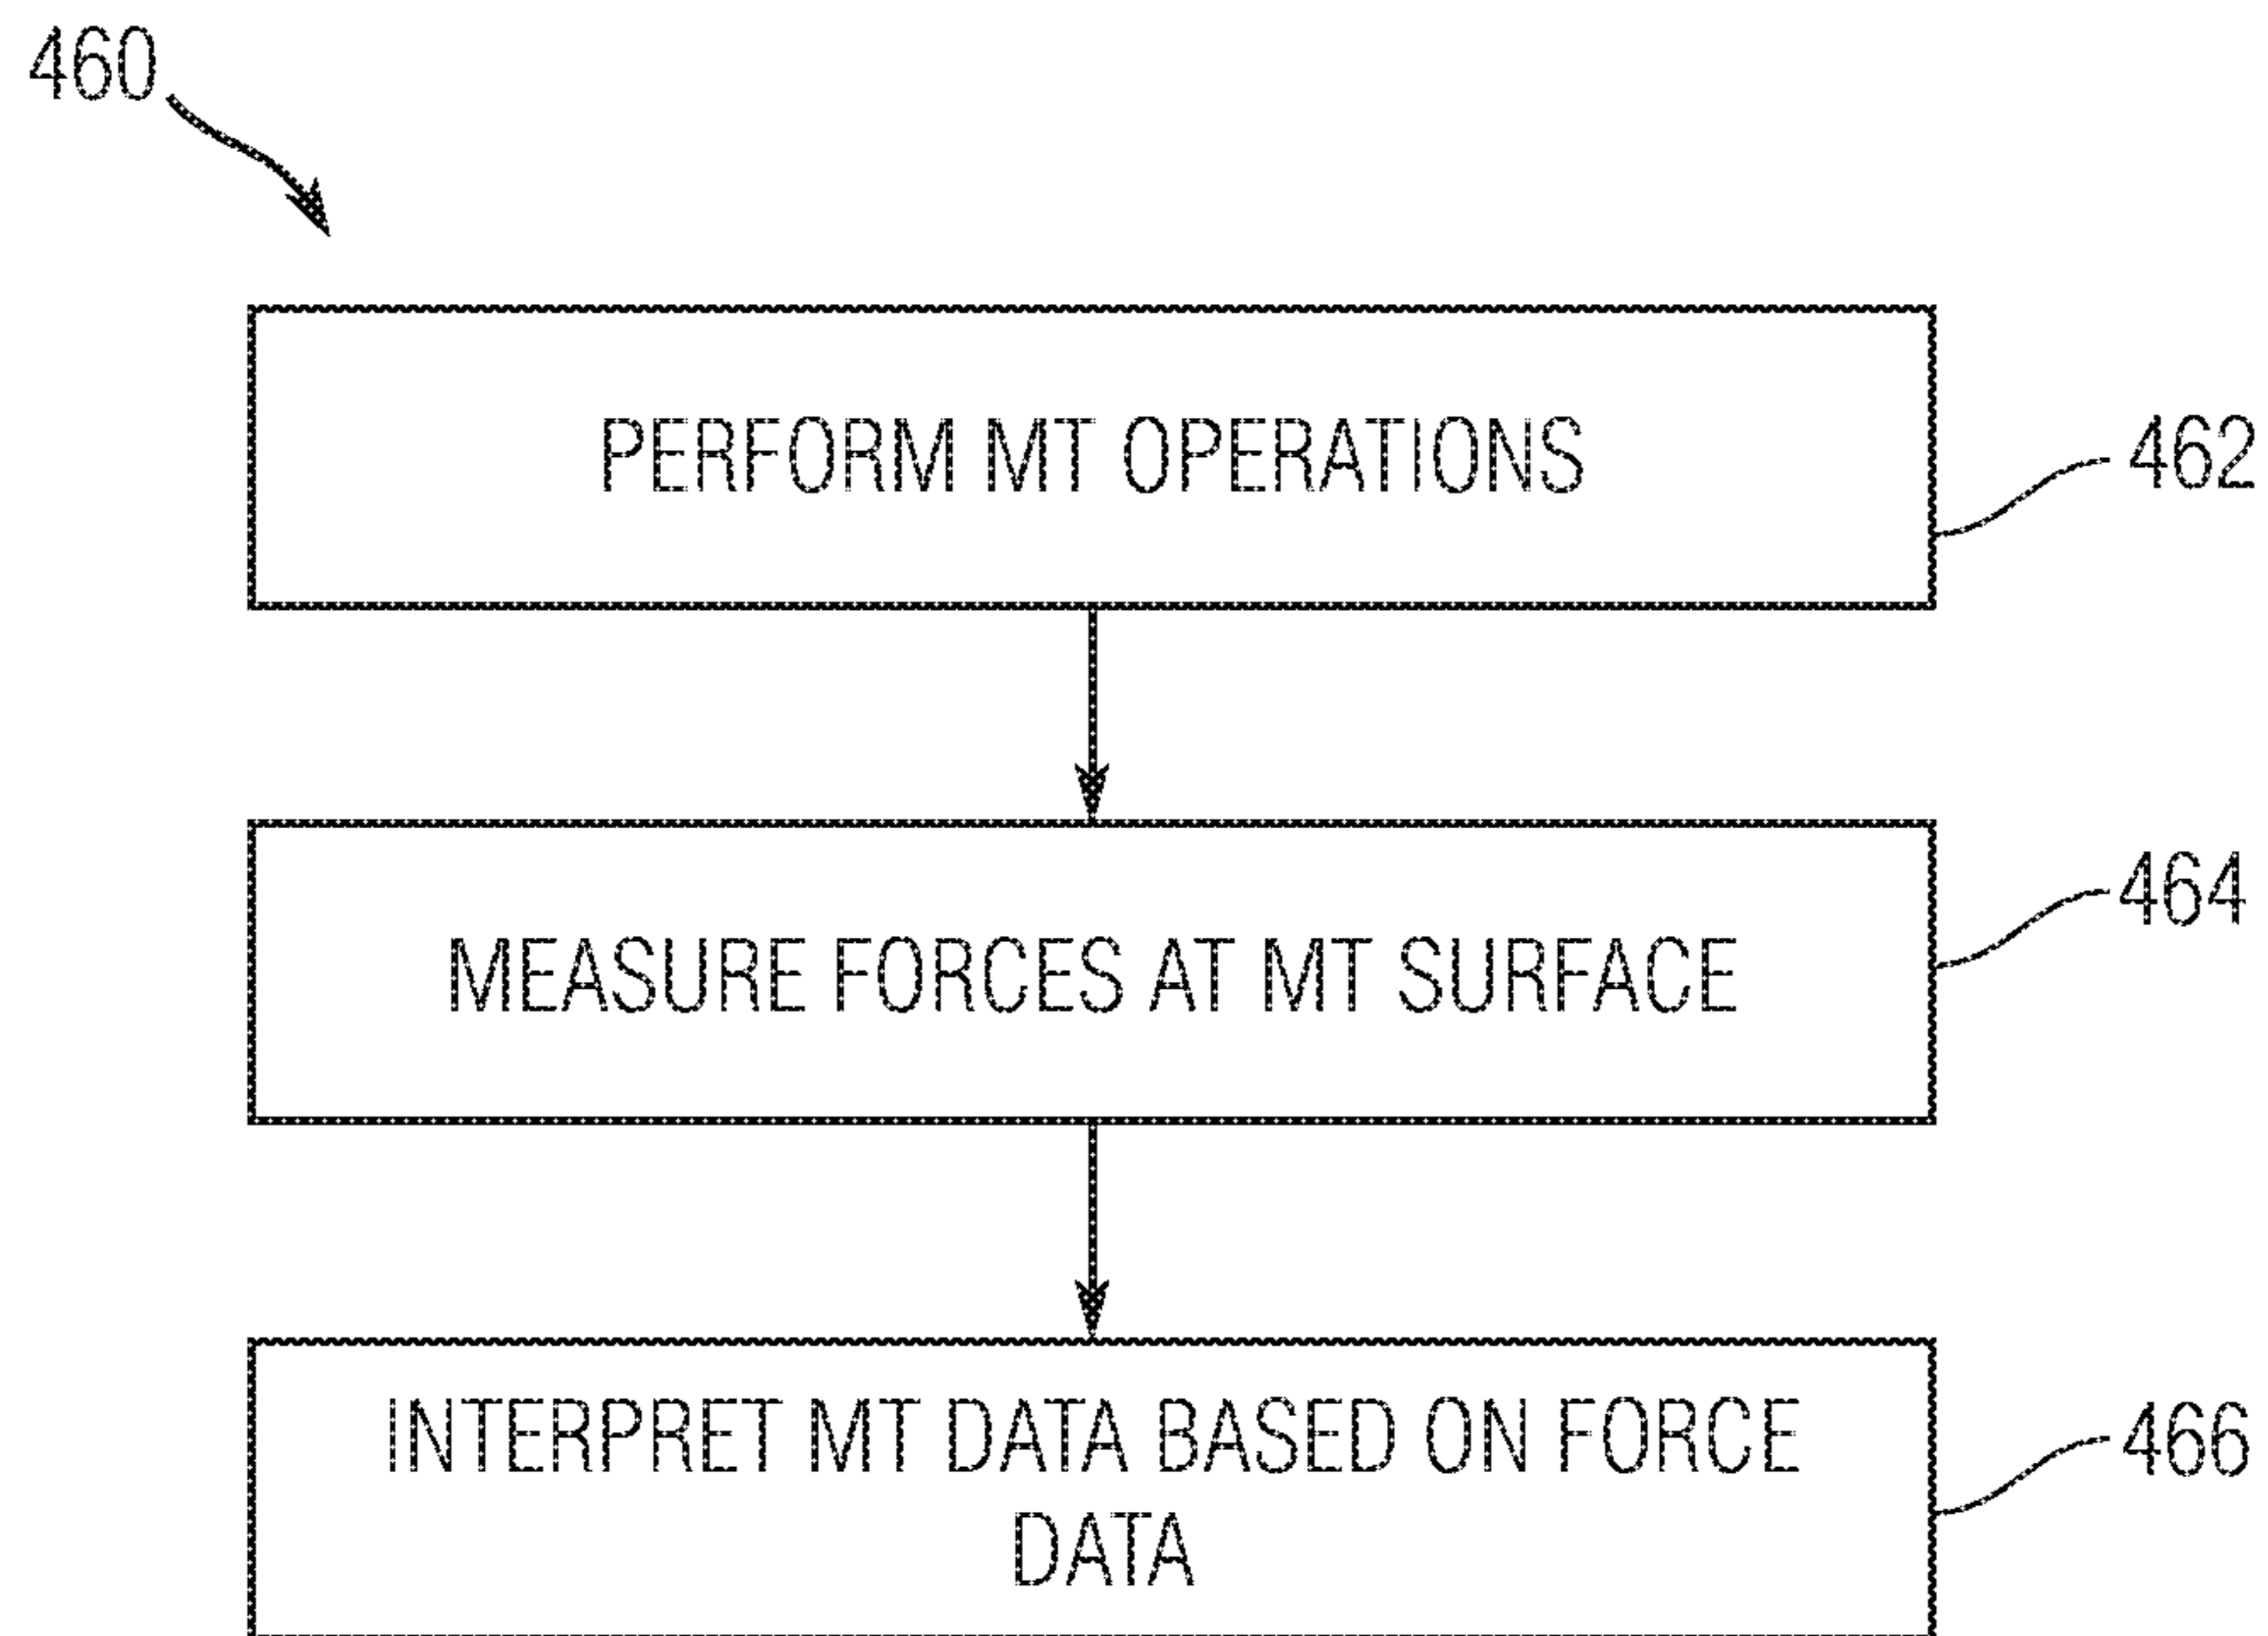 460
PERFORM MT OPERATIONS
462
MEASURE FORCES AT MT SURFACE
464
INTERPRET MT DATA BASED ON FORCE
DATA
466